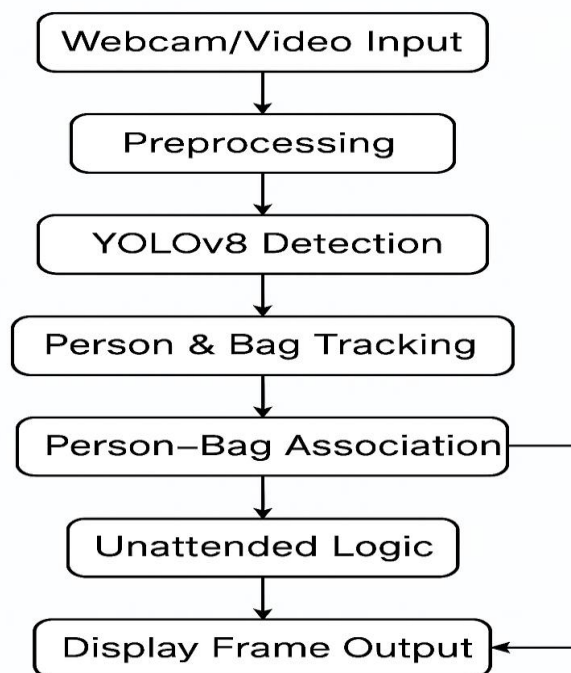 Webcam/Video Input
Preprocessing
YOLOv8 Detection
Person & Bag Tracking
Person–Bag Association
Unattended Logic
Display Frame Output